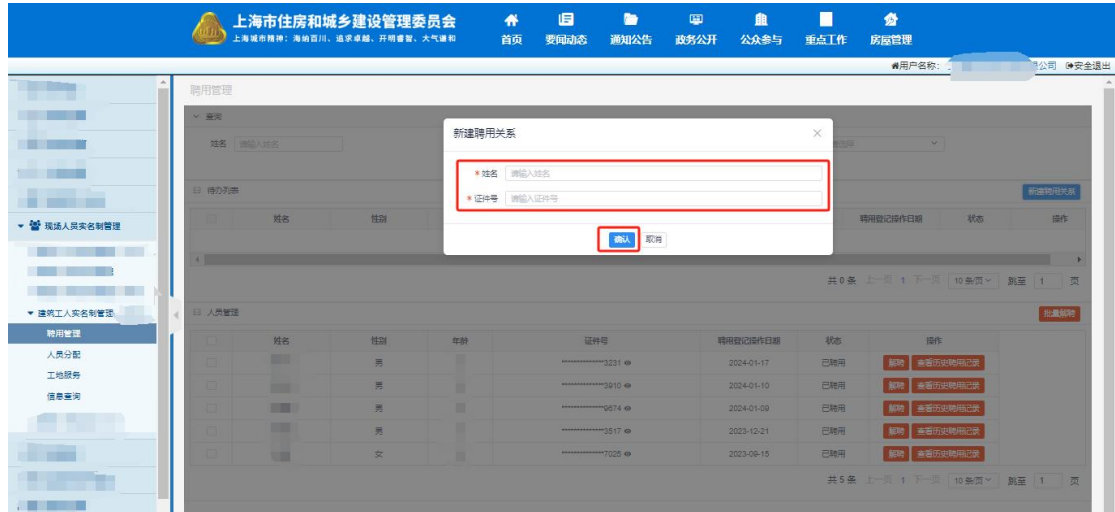 上海市住房和城乡建设管理委员会
上海城市精神：海纳百川、追求卓越、开明睿智、大气谦和
首页 要闻动态 通知公告 政务公开 公众参与 重点工作 房屋管理
用户名称： 公司 安全退出
聘用管理
查询
姓名 请输入姓名
新建聘用关系
* 姓名 请输入姓名
* 证件号 请输入证件号
确认 取消
待办列表 新建聘用关系
姓名 性别 聘用登记操作日期 状态 操作
共 0 条 上一页 1 下一页 10 条/页 跳至 1 页
现场人员实名制管理
建筑工人实名制管理
聘用管理
人员分配
工地服务
信息查询
人员管理 批量解聘
姓名 性别 年龄 证件号 聘用登记操作日期 状态 操作
男 **************3231 2024-01-17 已聘用 解聘 查看历史聘用记录
男 **************3910 2024-01-10 已聘用 解聘 查看历史聘用记录
男 **************9674 2024-01-09 已聘用 解聘 查看历史聘用记录
男 **************3517 2023-12-21 已聘用 解聘 查看历史聘用记录
女 **************7025 2023-09-15 已聘用 解聘 查看历史聘用记录
共 5 条 上一页 1 下一页 10 条/页 跳至 1 页